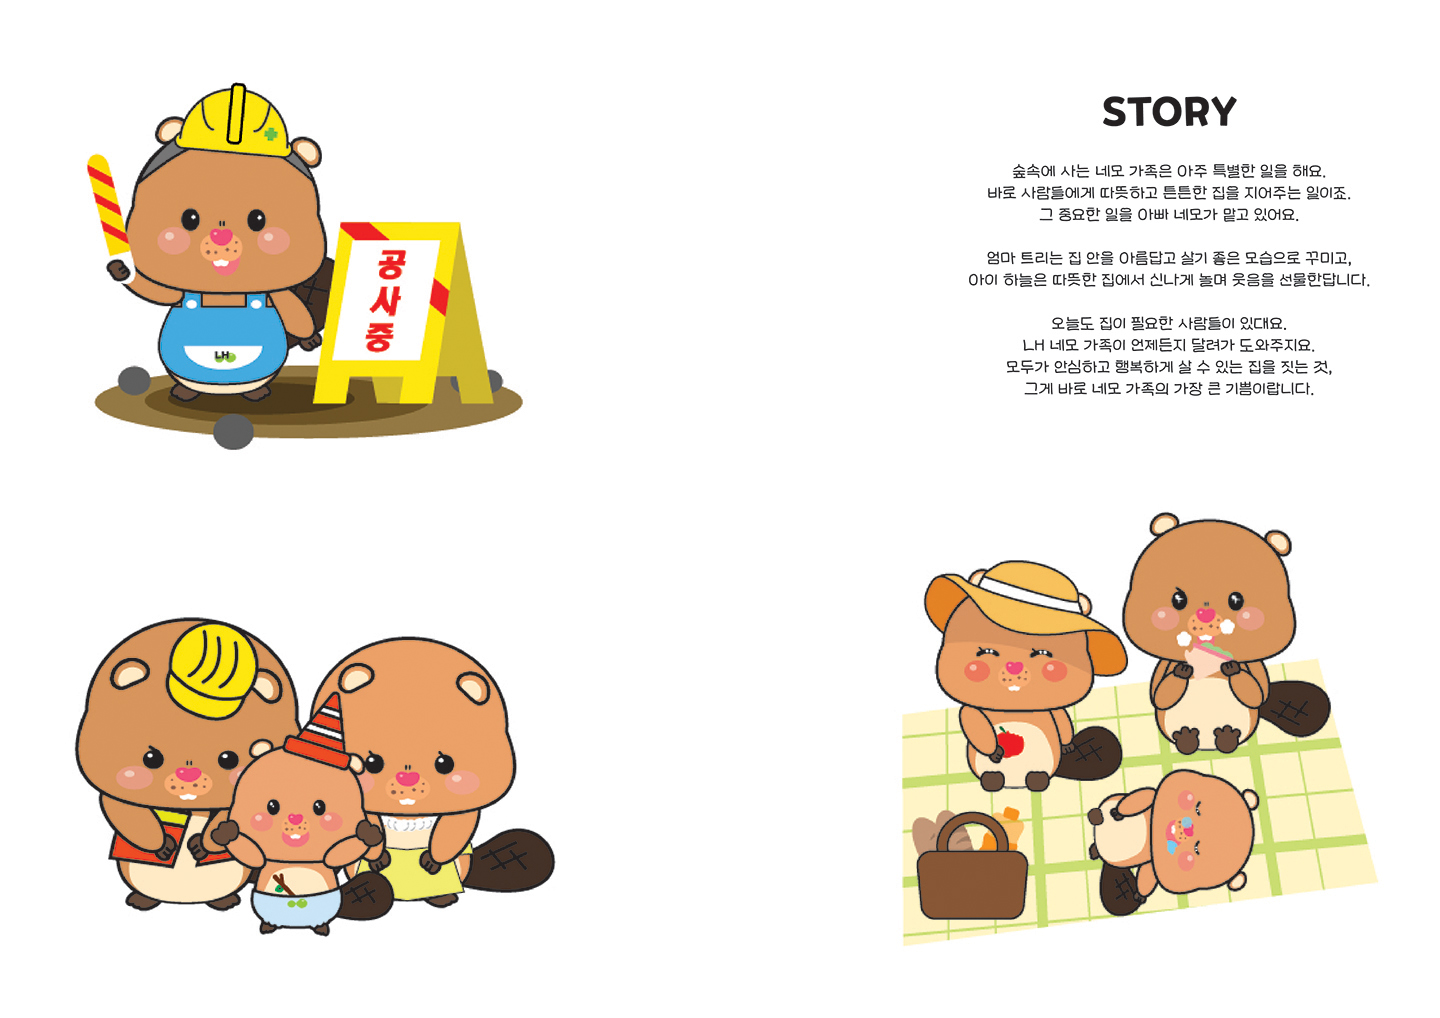 공
사
중
LH
STORY
숲속에 사는 네모 가족은 아주 특별한 일을 해요.
바로 사람들에게 따뜻하고 튼튼한 집을 지어주는 일이죠.
그 중요한 일을 아빠 네모가 맡고 있어요.
엄마 트리는 집 안을 아름답고 살기 좋은 모습으로 꾸미고,
아이 하늘은 따뜻한 집에서 신나게 놀며 웃음을 선물한답니다.
오늘도 집이 필요한 사람들이 있대요.
LH 네모 가족이 언제든지 달려가 도와주지요.
모두가 안심하고 행복하게 살 수 있는 집을 짓는 것,
그게 바로 네모 가족의 가장 큰 기쁨이랍니다.